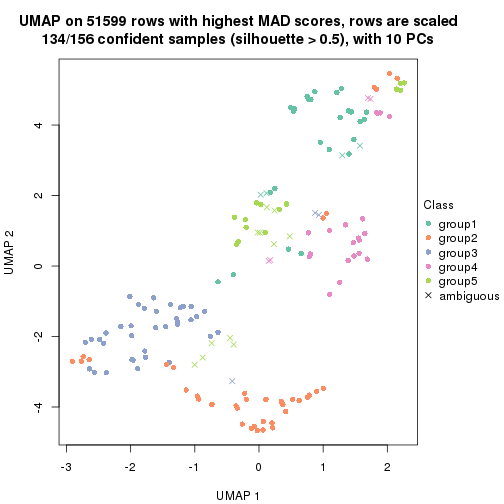 UMAP on 51599 rows with highest MAD scores, rows are scaled
134/156 confident samples (silhouette > 0.5), with 10 PCs
UMAP 2
4
2
0
-2
-4
-3
-2
-1
0
1
2
UMAP 1
Class
group1
group2
group3
group4
group5
ambiguous